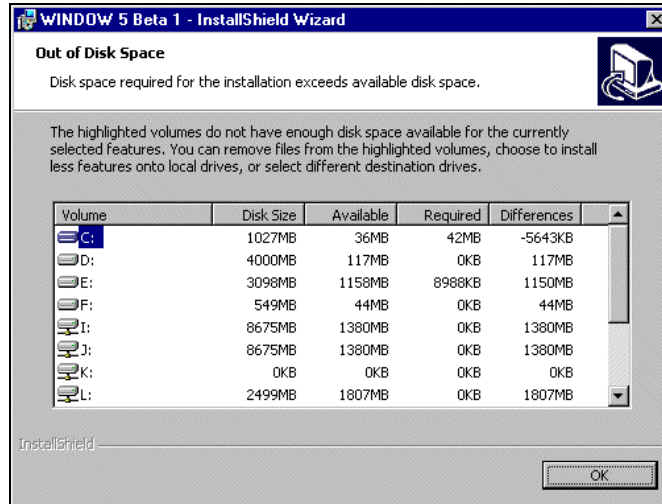 WINDOW 5 Beta 1 - InstallShield Wizard
Out of Disk Space
Disk space required for the installation exceeds available disk space.
The highlighted volumes do not have enough disk space available for the currently
selected features. You can remove files from the highlighted volumes, choose to install
less features onto local drives, or select different destination drives.
Volume Disk Size Available Required Differences
C: 1027MB 36MB 42MB -5643KB
D: 4000MB 117MB 0KB 117MB
E: 3098MB 1158MB 8988KB 1150MB
F: 549MB 44MB 0KB 44MB
I: 8675MB 1380MB 0KB 1380MB
J: 8675MB 1380MB 0KB 1380MB
K: 0KB 0KB 0KB 0KB
L: 2499MB 1807MB 0KB 1807MB
InstallShield
OK